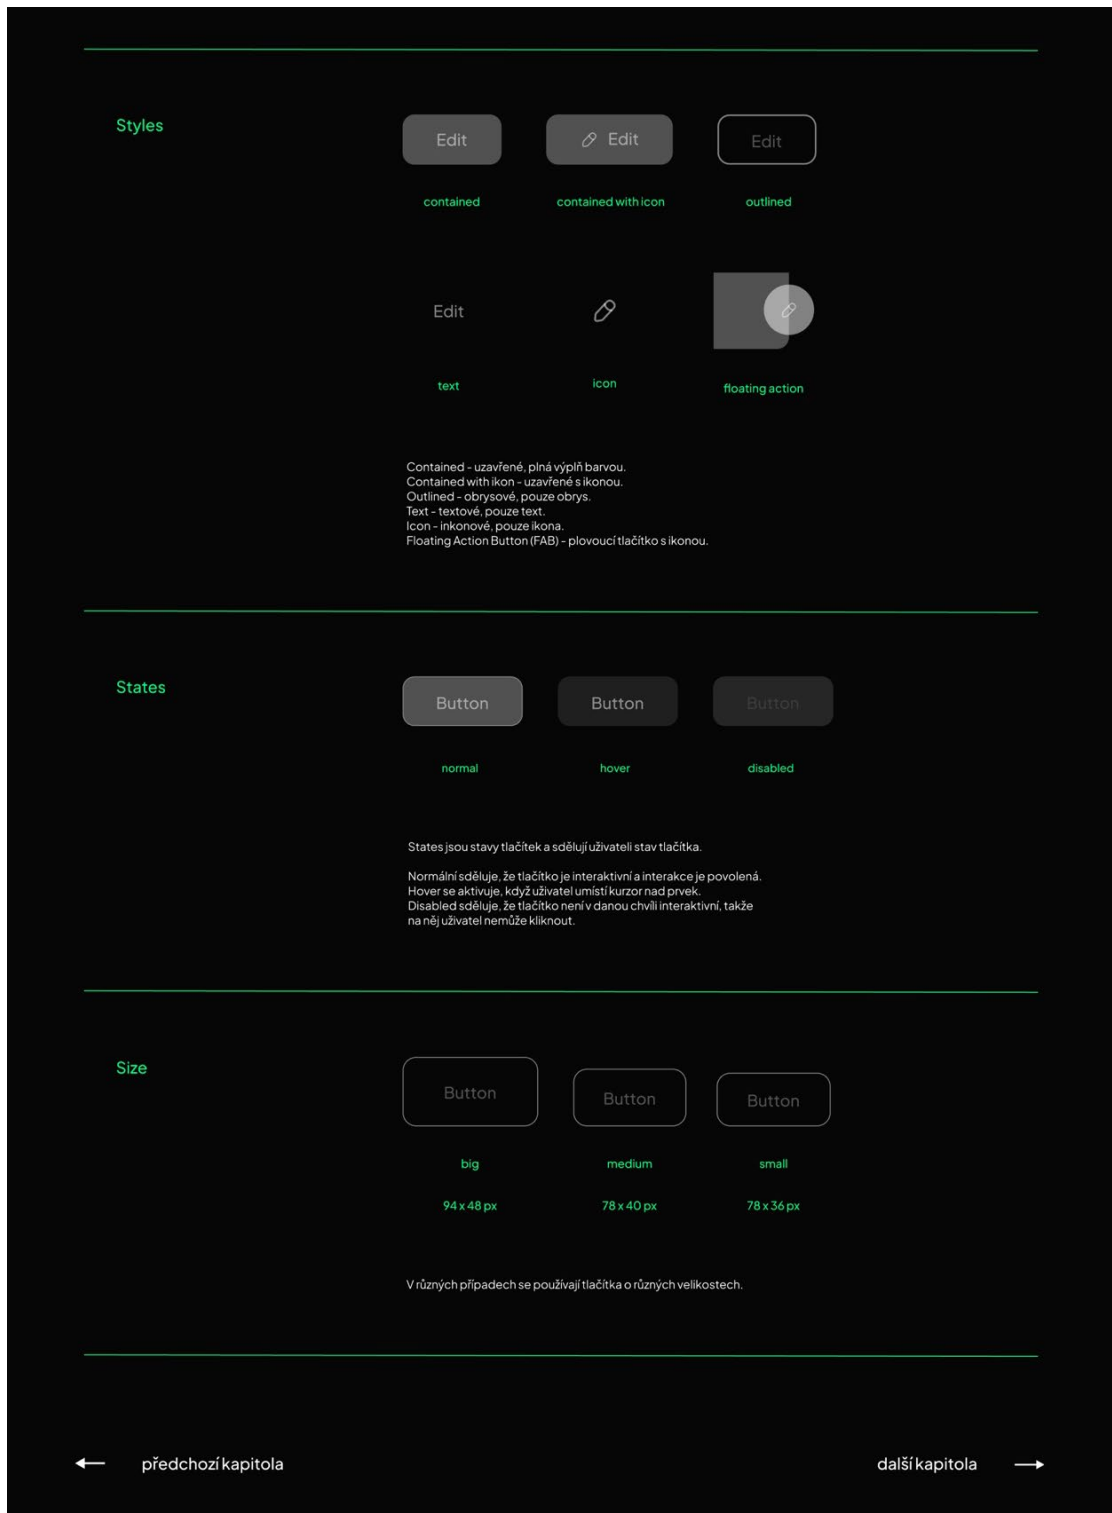 Styles
Edit
Edit
Edit
contained
contained with icon
outlined
Edit
text
icon
floating action
Contained - uzavřené, plná výplň barvou.
Contained with ikon - uzavřené s ikonou.
Outlined - obrysové, pouze obrys.
Text - textové, pouze text.
Icon - inkonové, pouze ikona.
Floating Action Button (FAB) - plovoucí tlačítko s ikonou.
States
Button
Button
Button
normal
hover
disabled
States jsou stavy tlačítek a sdělují uživateli stav tlačítka.
Normální sděluje, že tlačítko je interaktivní a interakce je povolená.
Hover se aktivuje, když uživatel umístí kurzor nad prvek.
Disabled sděluje, že tlačítko není v danou chvíli interaktivní, takže
na něj uživatel nemůže kliknout.
Size
Button
Button
Button
big
medium
small
94 x 48 px
78 x 40 px
78 x 36 px
V různých případech se používají tlačítka o různých velikostech.
předchozí kapitola
další kapitola